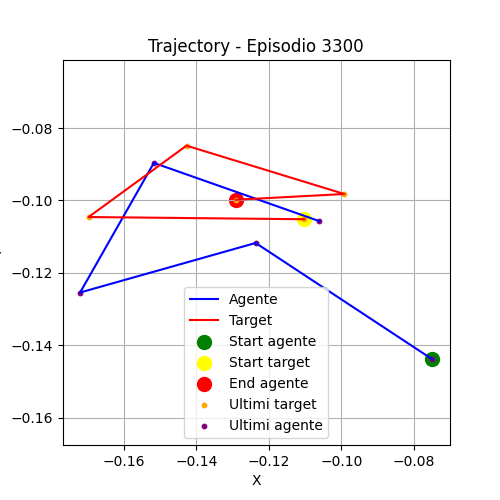 Trajectory - Episodio 3300
−0.08
−0.10
−0.12
−0.14
−0.16
Agente
Target
Start agente
Start target
End agente
Ultimi target
Ultimi agente
−0.16 −0.14 −0.12 −0.10 −0.08
X